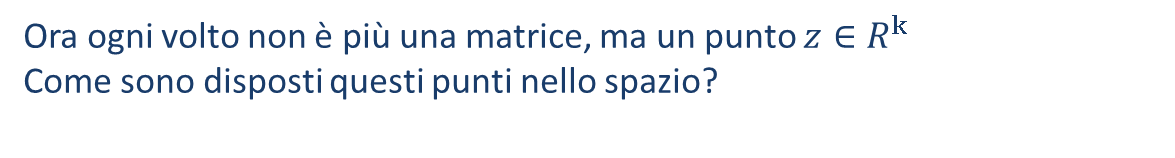 Ora ogni volto non è più una matrice, ma un punto z ∈ Rᵏ
Come sono disposti questi punti nello spazio?